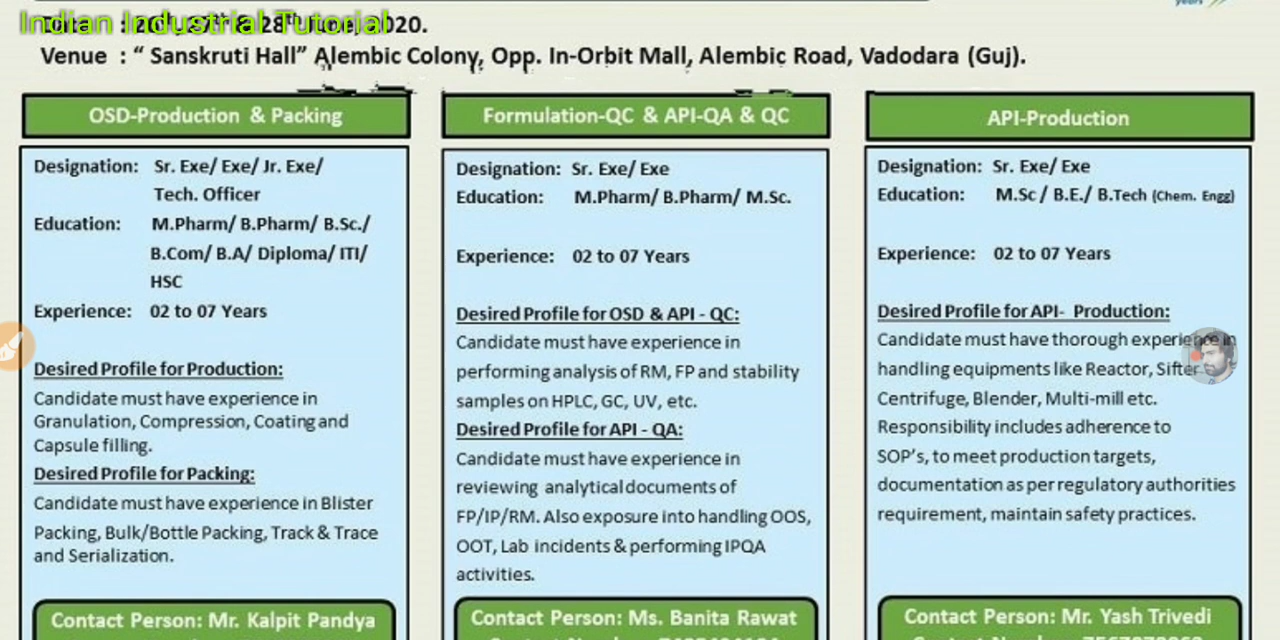 Indian Industrial Tutorial
28th June, 2020.
Venue : “ Sanskruti Hall” Alembic Colony, Opp. In-Orbit Mall, Alembic Road, Vadodara (Guj).
OSD-Production & Packing
Designation: Sr. Exe/ Exe/ Jr. Exe/
Tech. Officer
Education: M.Pharm/ B.Pharm/ B.Sc./
B.Com/ B.A/ Diploma/ ITI/
HSC
Experience: 02 to 07 Years
Desired Profile for Production:
Candidate must have experience in
Granulation, Compression, Coating and
Capsule filling.
Desired Profile for Packing:
Candidate must have experience in Blister
Packing, Bulk/Bottle Packing, Track & Trace
and Serialization.
Contact Person: Mr. Kalpit Pandya
Formulation-QC & API-QA & QC
Designation: Sr. Exe/ Exe
Education: M.Pharm/ B.Pharm/ M.Sc.
Experience: 02 to 07 Years
Desired Profile for OSD & API - QC:
Candidate must have experience in
performing analysis of RM, FP and stability
samples on HPLC, GC, UV, etc.
Desired Profile for API - QA:
Candidate must have experience in
reviewing analytical documents of
FP/IP/RM. Also exposure into handling OOS,
OOT, Lab incidents & performing IPQA
activities.
Contact Person: Ms. Banita Rawat
API-Production
Designation: Sr. Exe/ Exe
Education: M.Sc / B.E./ B.Tech (Chem. Engg)
Experience: 02 to 07 Years
Desired Profile for API- Production:
Candidate must have thorough experience in
handling equipments like Reactor, Sifter
Centrifuge, Blender, Multi-mill etc.
Responsibility includes adherence to
SOP’s, to meet production targets,
documentation as per regulatory authorities
requirement, maintain safety practices.
Contact Person: Mr. Yash Trivedi
years